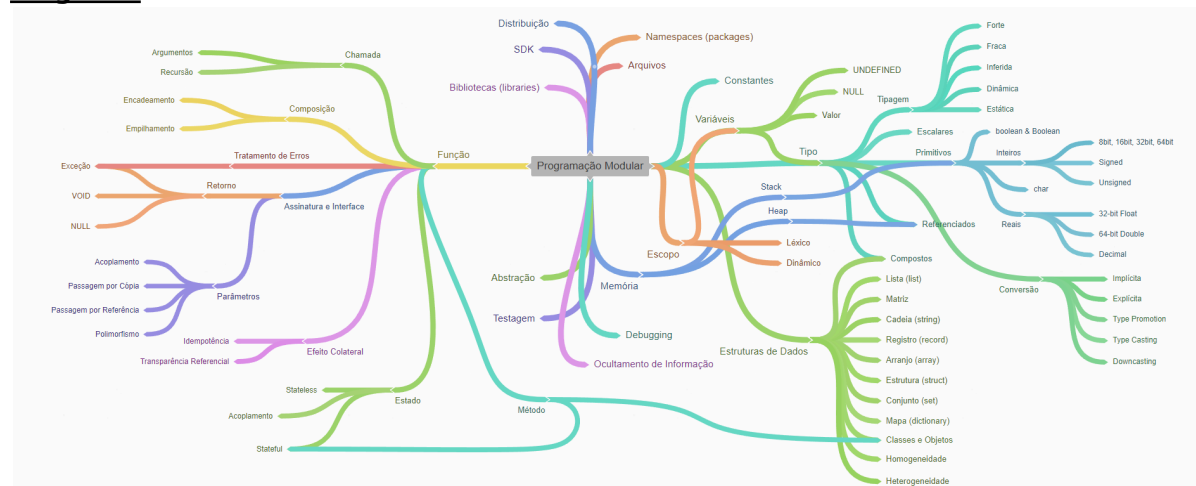 Distribuição
SDK
Bibliotecas (libraries)
Namespaces (packages)
Arquivos
Programação Modular
Função
Chamada
Argumentos
Recursão
Composição
Encadeamento
Empilhamento
Tratamento de Erros
Exceção
Retorno
VOID
NULL
Assinatura e Interface
Parâmetros
Acoplamento
Passagem por Cópia
Passagem por Referência
Polimorfismo
Efeito Colateral
Idempotência
Transparência Referencial
Estado
Stateless
Acoplamento
Stateful
Método
Abstração
Testagem
Memória
Debugging
Ocultamento de Informação
Stack
Heap
Escopo
Léxico
Dinâmico
Constantes
Variáveis
UNDEFINED
NULL
Valor
Tipo
Tipagem
Forte
Fraca
Inferida
Dinâmica
Estática
Escalares
Primitivos
boolean & Boolean
Inteiros
8bit, 16bit, 32bit, 64bit
Signed
Unsigned
char
Reais
32-bit Float
64-bit Double
Decimal
Referenciados
Compostos
Conversão
Implícita
Explícita
Type Promotion
Type Casting
Downcasting
Estruturas de Dados
Lista (list)
Matriz
Cadeia (string)
Registro (record)
Arranjo (array)
Estrutura (struct)
Conjunto (set)
Mapa (dictionary)
Classes e Objetos
Homogeneidade
Heterogeneidade